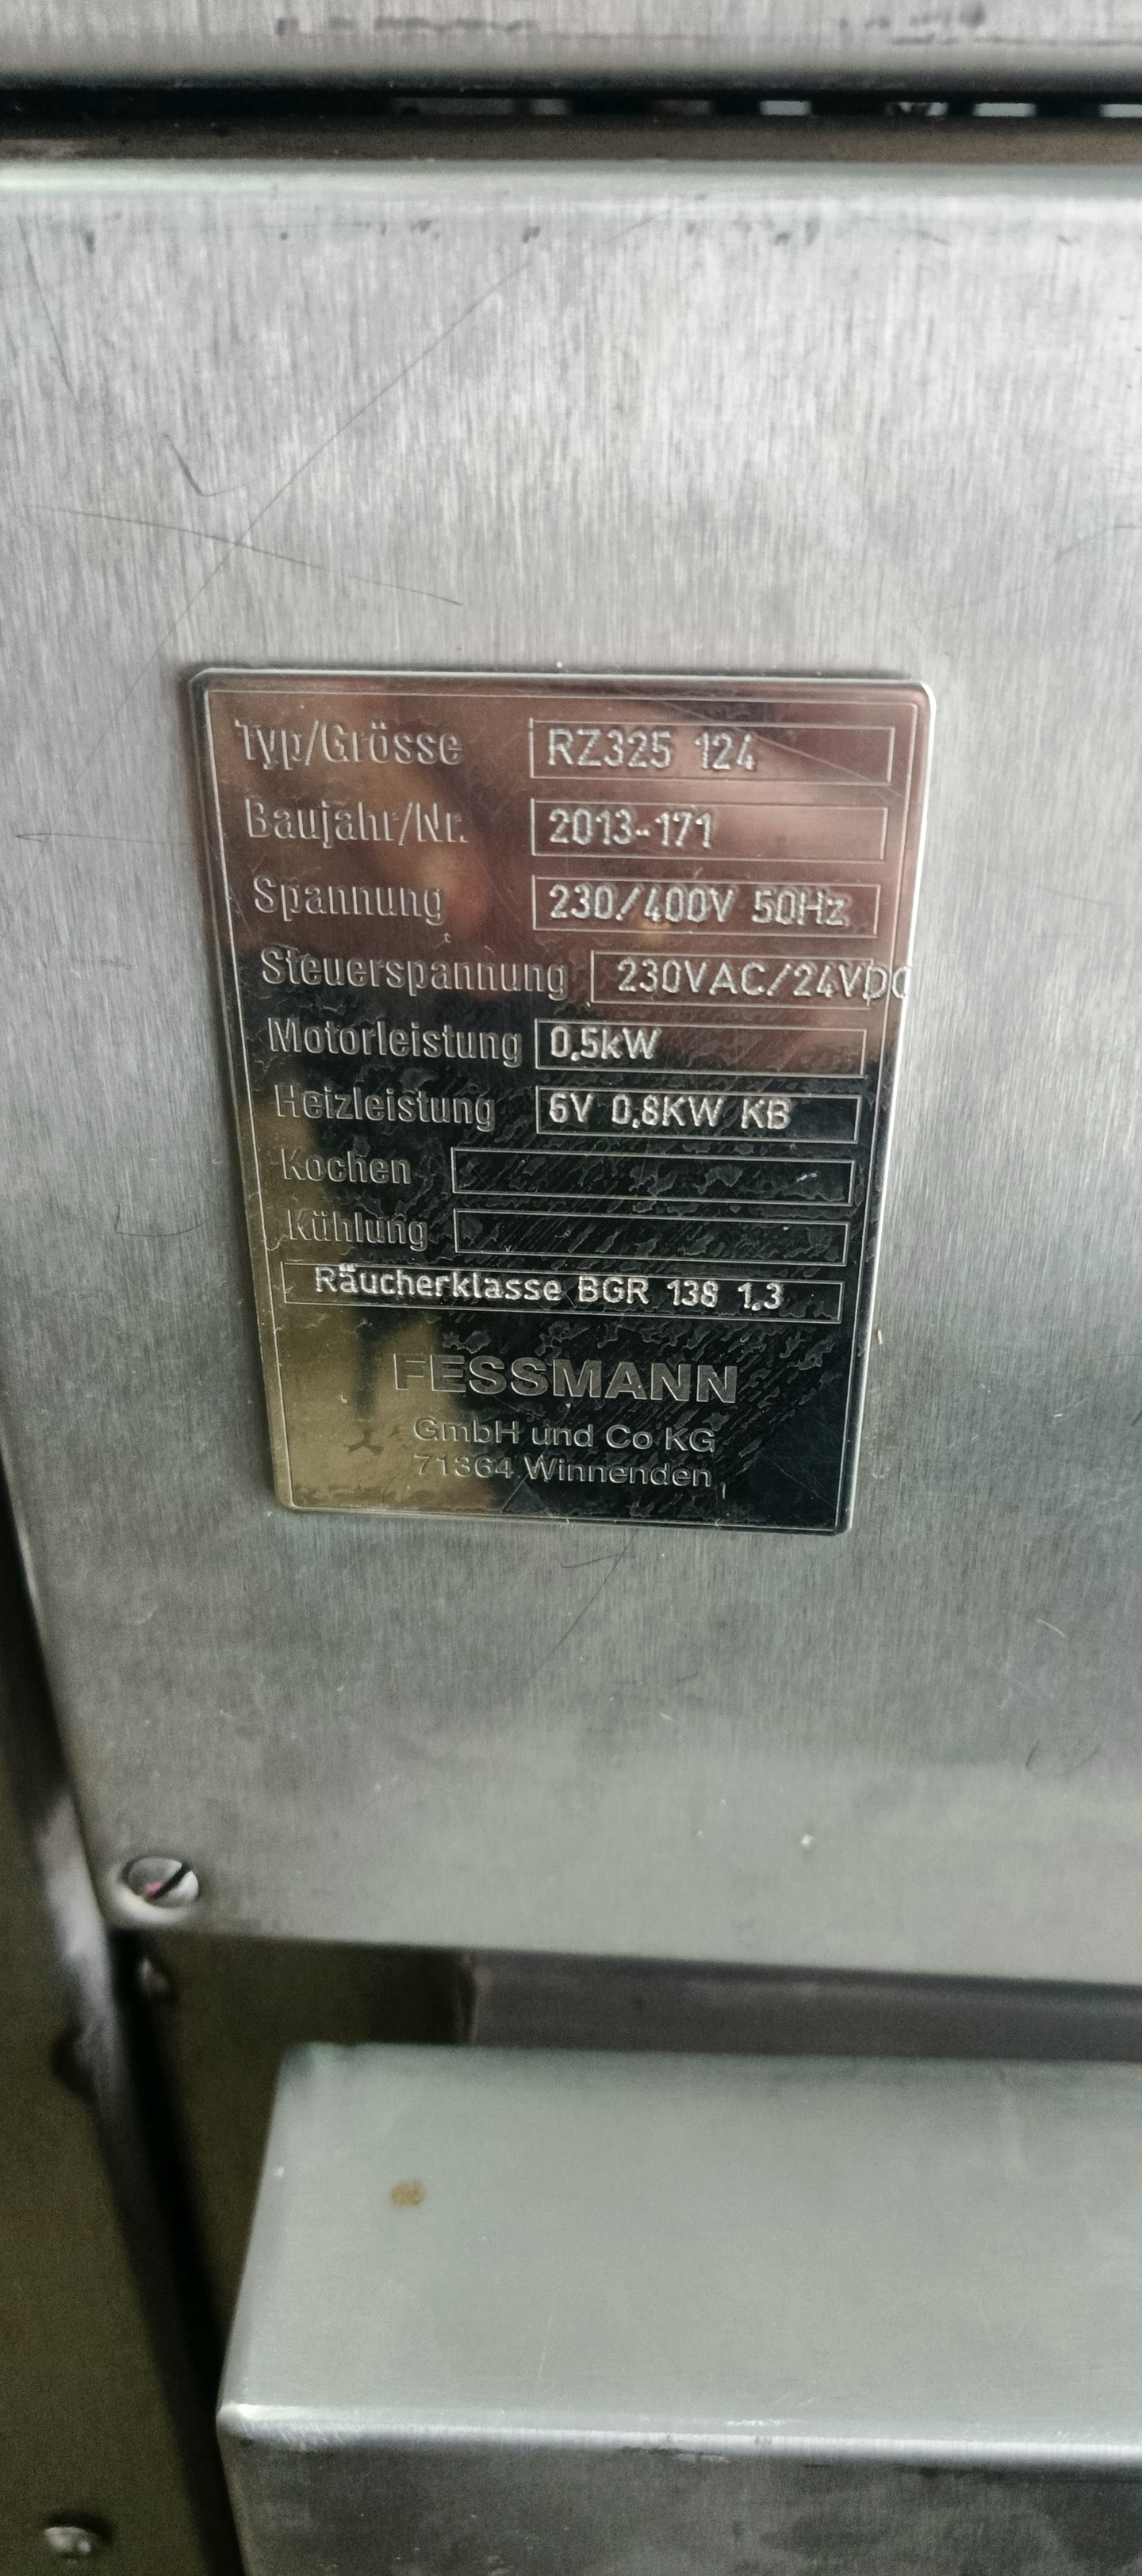 Typ/Grösse RZ325 124
Baujahr/Nr. 2013-171
Spannung 230/400V 50Hz
Steuerspannung 230VAC/24VDC
Motorleistung 0,5kW
Heizleistung 6V 0,8KW KB
Kochen
Kühlung
Räucherklasse BGR 138 1.3
FESSMANN
GmbH und Co KG
71364 Winnenden